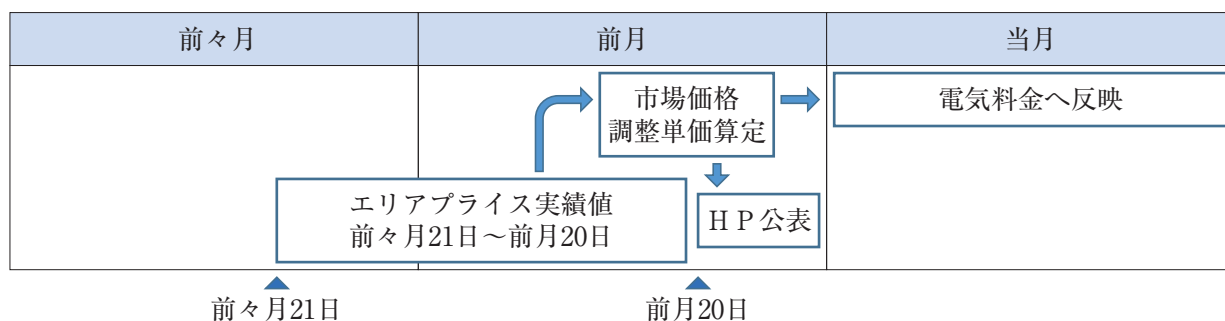 前々月
前月
当月
市場価格
調整単価算定
電気料金へ反映
エリアプライス実績値
前々月21日～前月20日
ＨＰ公表
前々月21日
前月20日